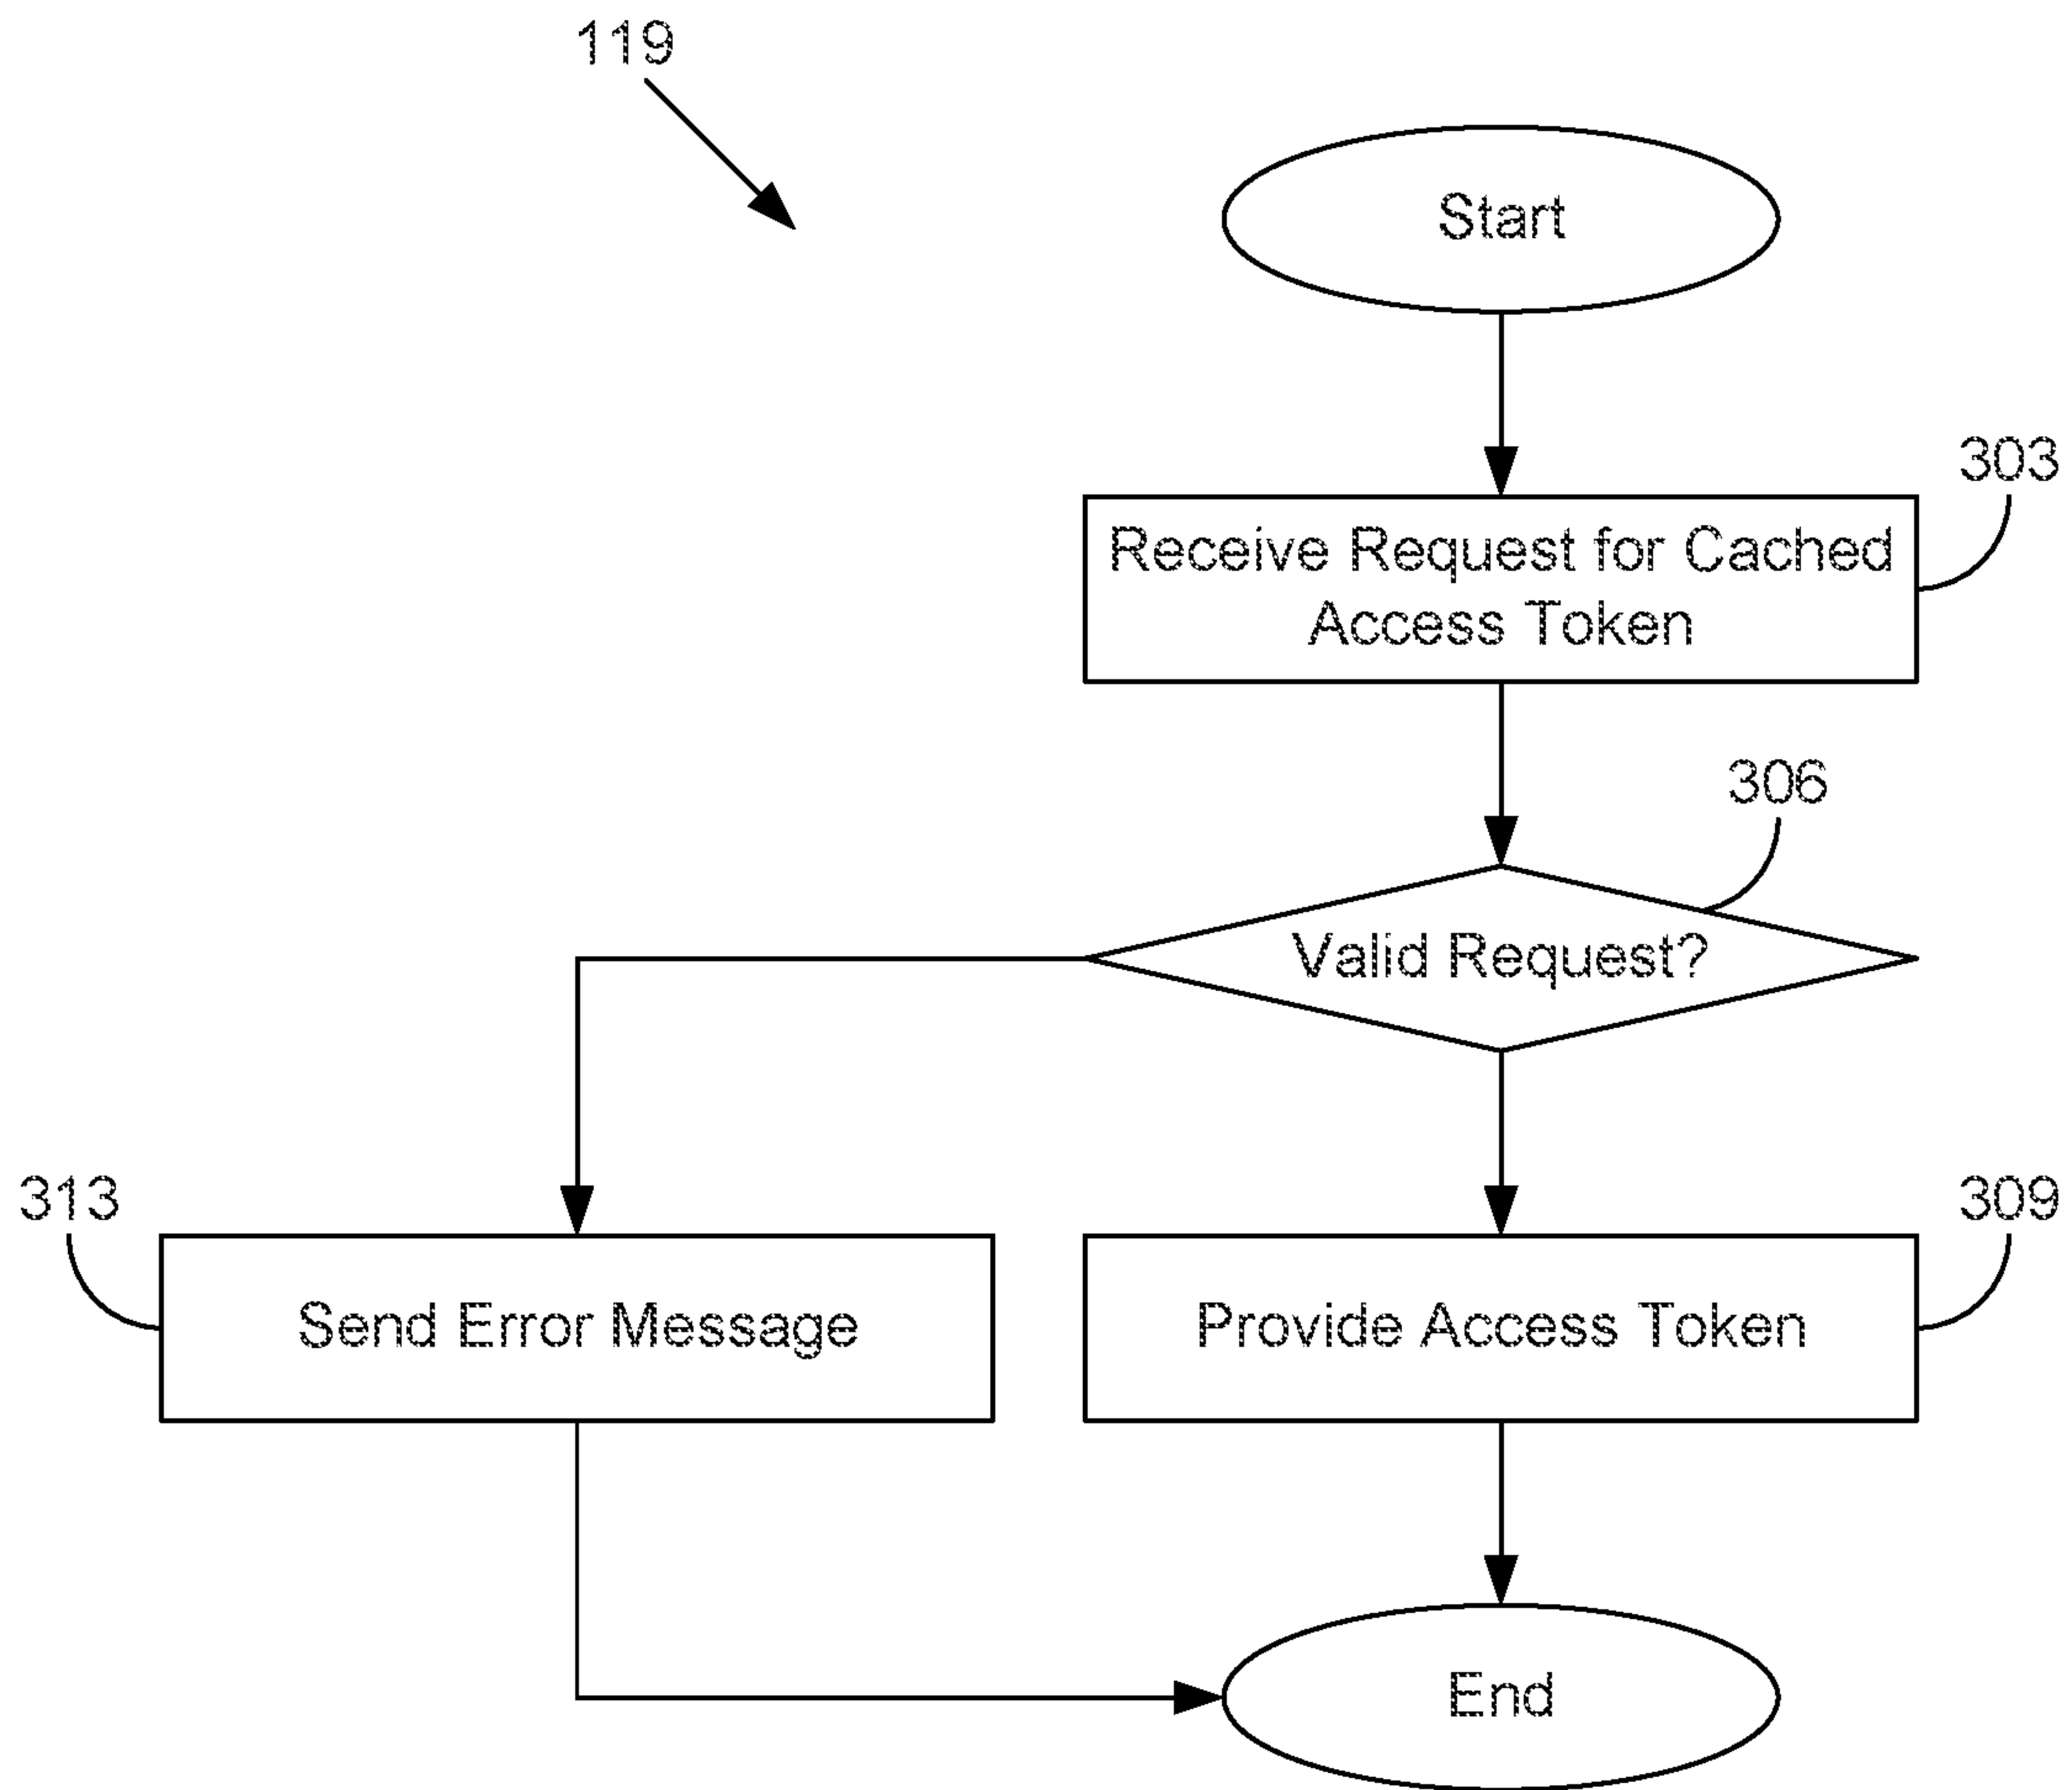 119
Start
303
Receive Request for Cached
Access Token
306
Valid Request?
313
309
Send Error Message
Provide Access Token
End